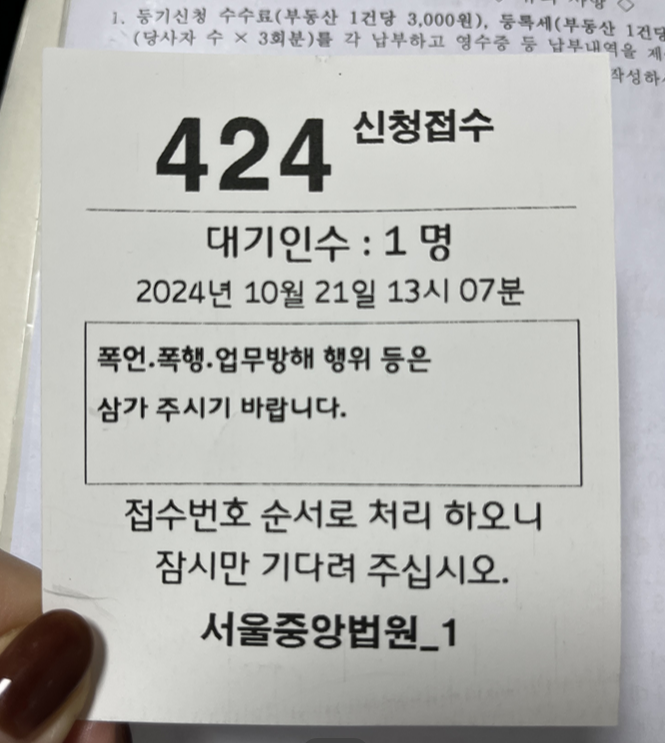 1. 등기신청 수수료(부동산 1건당 3,000원), 등록세(부동산 1건당
(당사자 수 × 3회분)를 각 납부하고 영수증 등 납부내역을
작성하
424 신청접수
대기인수 : 1 명
2024년 10월 21일 13시 07분
폭언.폭행.업무방해 행위 등은
삼가 주시기 바랍니다.
접수번호 순서로 처리 하오니
잠시만 기다려 주십시오.
서울중앙법원_1